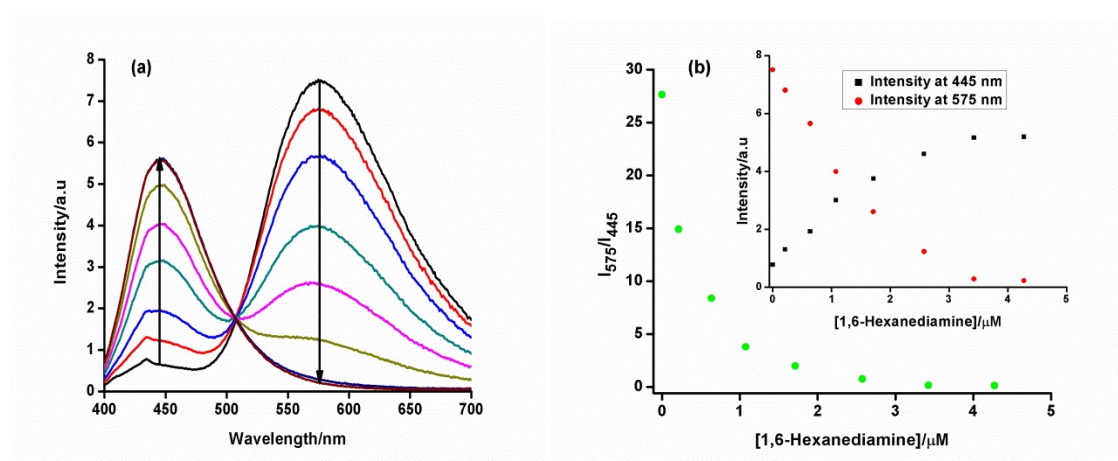 (a)
8
7
6
5
4
3
2
1
0
Intensity/a.u
400 450 500 550 600 650 700
Wavelength/nm
(b)
30
25
20
15
10
5
0
I575/I445
0 1 2 3 4 5
[1,6-Hexanediamine]/μM
Intensity at 445 nm
Intensity at 575 nm
8
6
4
2
0
Intensity/a.u
0 1 2 3 4 5
[1,6-Hexanediamine]/μM